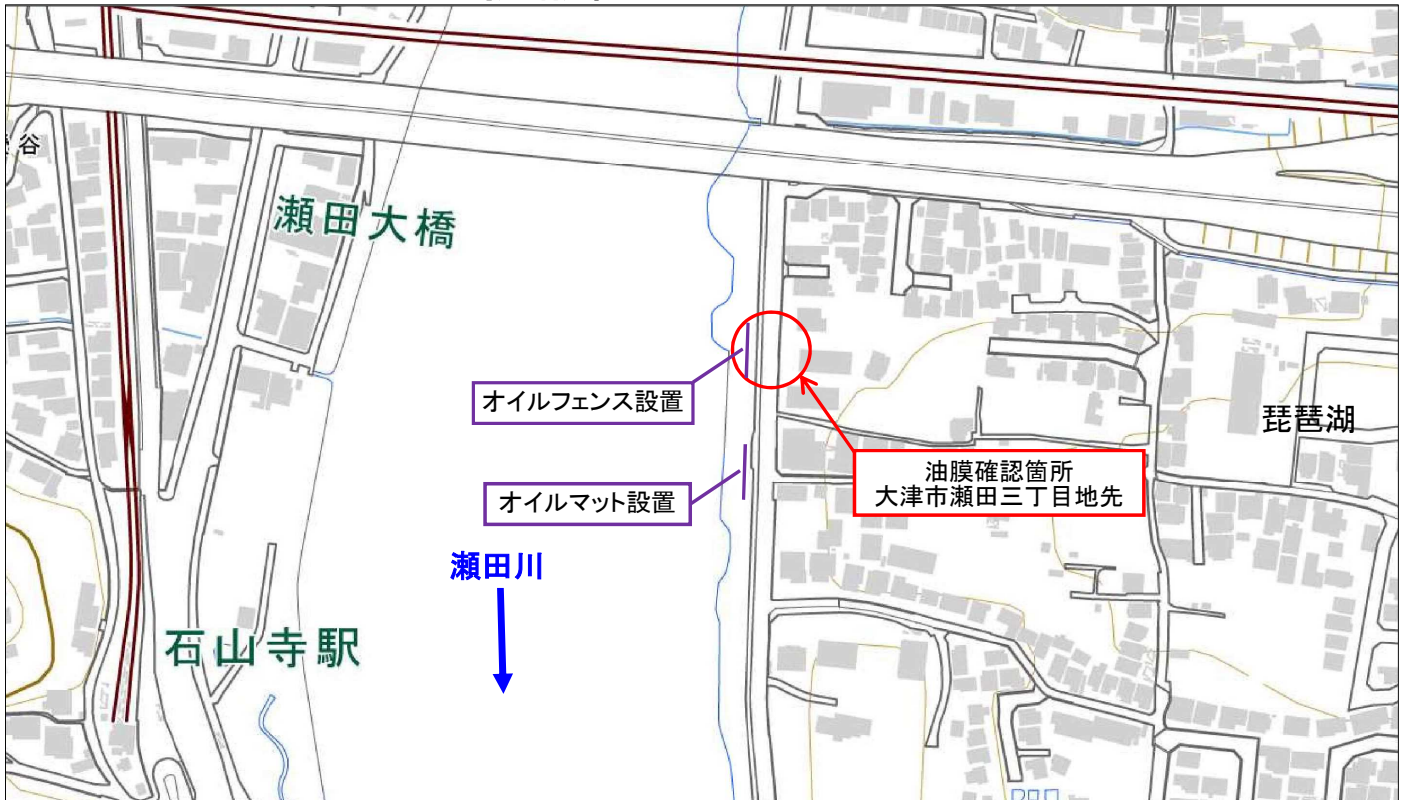 谷
瀬田大橋
オイルフェンス設置
琵琶湖
油膜確認箇所
大津市瀬田三丁目地先
オイルマット設置
瀬田川
石山寺駅